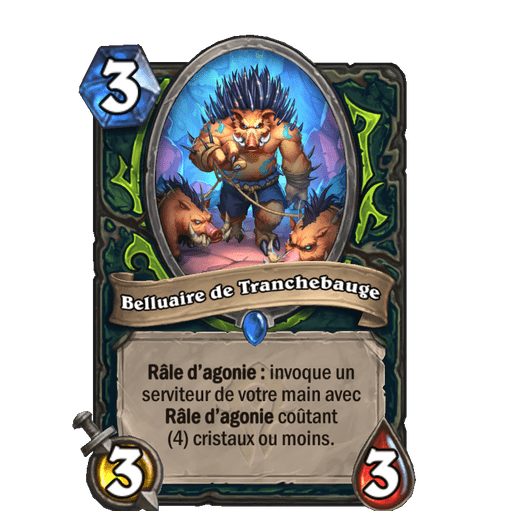 3
Belluaire de Tranchebauge
Râle d'agonie : invoque un
serviteur de votre main avec
Râle d'agonie coûtant
(4) cristaux ou moins.
3
3